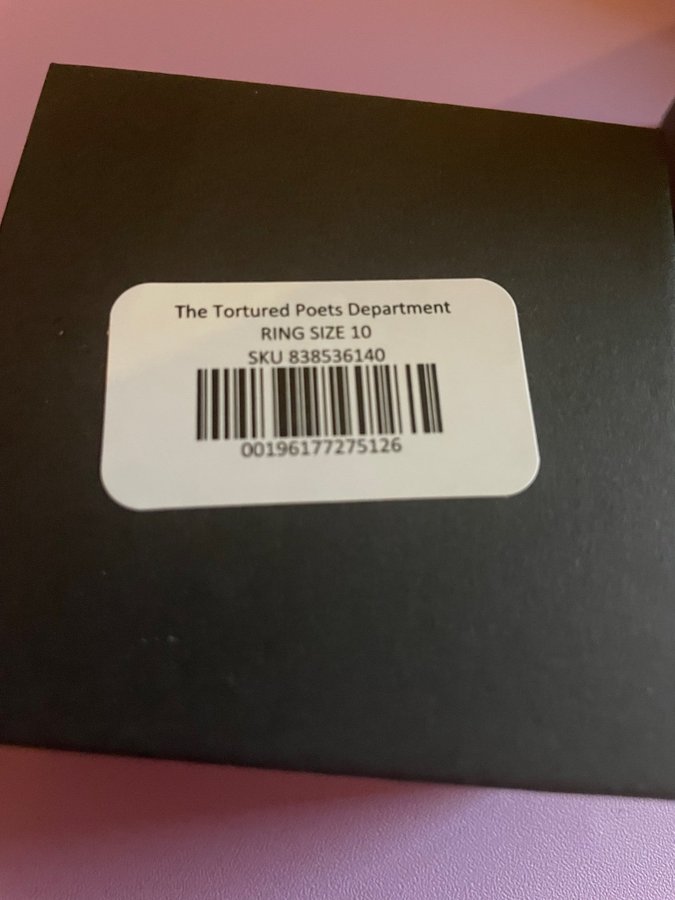 The Tortured Poets Department
RING SIZE 10
SKU 838536140
00196177275126